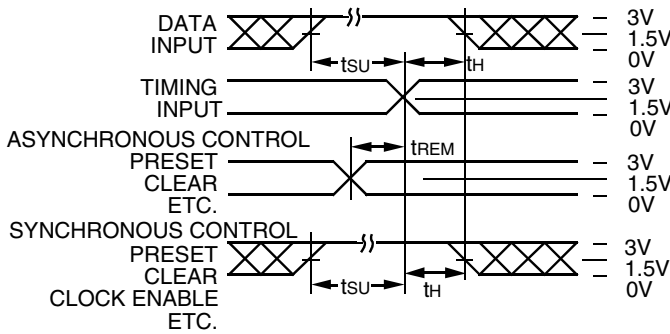 DATA
INPUT
tSU
tH
3V
1.5V
0V
TIMING
INPUT
3V
1.5V
0V
ASYNCHRONOUS CONTROL
PRESET
CLEAR
ETC.
tREM
3V
1.5V
0V
SYNCHRONOUS CONTROL
PRESET
CLEAR
CLOCK ENABLE
ETC.
tSU
tH
3V
1.5V
0V